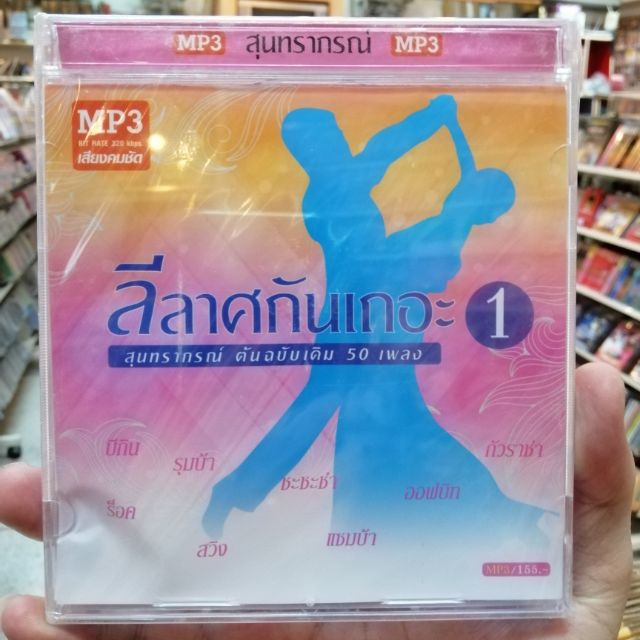 MP3 สุนทราภรณ์ MP3
MP3
BIT RATE 320 kbps.
เสียงคมชัด
ลีลาศกันเถอะ 1
สุนทราภรณ์ ต้นฉบับเดิม 50 เพลง
บีกิน
รุมบ้า
ชะชะช่า
ออฟบีท
กัวราช่า
ร็อค
สวิง
แซมบ้า
MP3/155.-